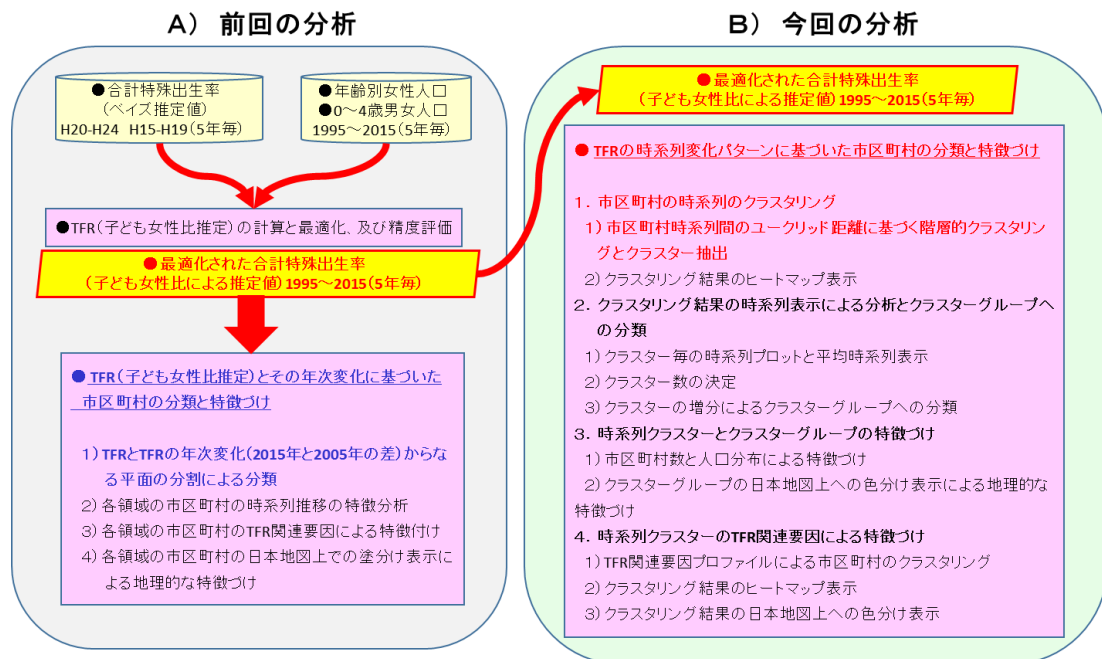 A) 前回の分析
●合計特殊出生率
(ベイズ推定値)
H20-H24 H15-H19(5年毎)
●年齢別女性人口
●0~4歳男女人口
1995~2015(5年毎)
●TFR(子ども女性比推定)の計算と最適化、及び精度評価
●最適化された合計特殊出生率
(子ども女性比による推定値)1995~2015(5年毎)
● TFR(子ども女性比推定)とその年次変化に基づいた
市区町村の分類と特徴づけ
1)TFRとTFRの年次変化(2015年と2005年の差)からな
る平面の分割による分類
2)各領域の市区町村の時系列推移の特徴分析
3)各領域の市区町村のTFR関連要因による特徴付け
4)各領域の市区町村の日本地図上での塗分け表示に
よる地理的な特徴づけ
B) 今回の分析
●最適化された合計特殊出生率
(子ども女性比による推定値)1995~2015(5年毎)
● TFRの時系列変化パターンに基づいた市区町村の分類と特徴づけ
1.市区町村の時系列のクラスタリング
1)市区町村時系列間のユークリッド距離に基づく階層的クラスタリン
グとクラスター抽出
2)クラスタリング結果のヒートマップ表示
2.クラスタリング結果の時系列表示による分析とクラスターグループへ
の分類
1)クラスター毎の時系列プロットと平均時系列表示
2)クラスター数の決定
3)クラスターの増分によるクラスターグループへの分類
3.時系列クラスターとクラスターグループの特徴づけ
1)市区町村数と人口分布による特徴づけ
2)クラスターグループの日本地図上への色分け表示による地理的な
特徴づけ
4.時系列クラスターのTFR関連要因による特徴づけ
1)TFR関連要因プロファイルによる市区町村のクラスタリング
2)クラスタリング結果のヒートマップ表示
3)クラスタリング結果の日本地図上への色分け表示